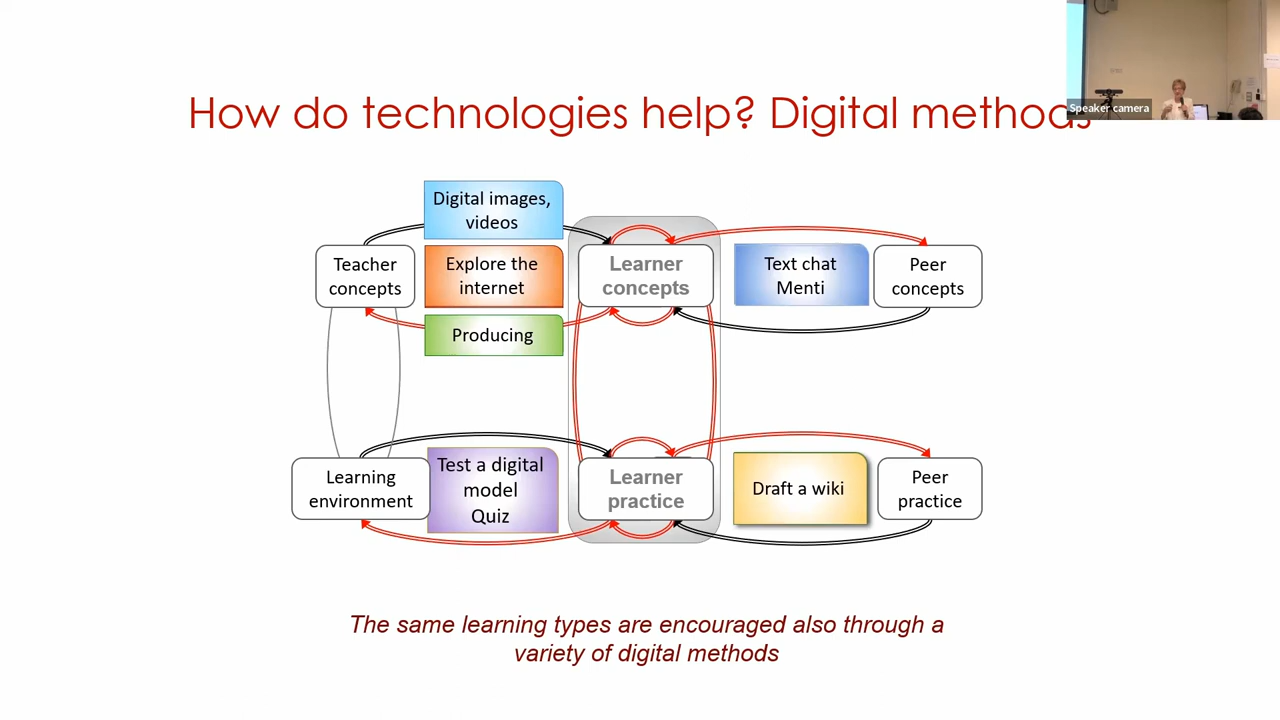 How do technologies help? Digital methods
Speaker camera
Digital images,
videos
Teacher
concepts
Explore the
internet
Learner
concepts
Text chat
Menti
Peer
concepts
Producing
Learning
environment
Test a digital
model
Quiz
Learner
practice
Draft a wiki
Peer
practice
The same learning types are encouraged also through a
variety of digital methods